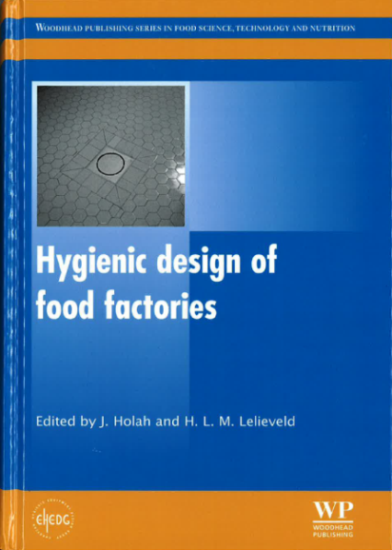 WOODHEAD PUBLISHING SERIES IN FOOD SCIENCE, TECHNOLOGY AND NUTRITION
Hygienic design of
food factories
Edited by J. Holah and H. L. M. Lelieveld
EHEDG
WP
WOODHEAD
PUBLISHING